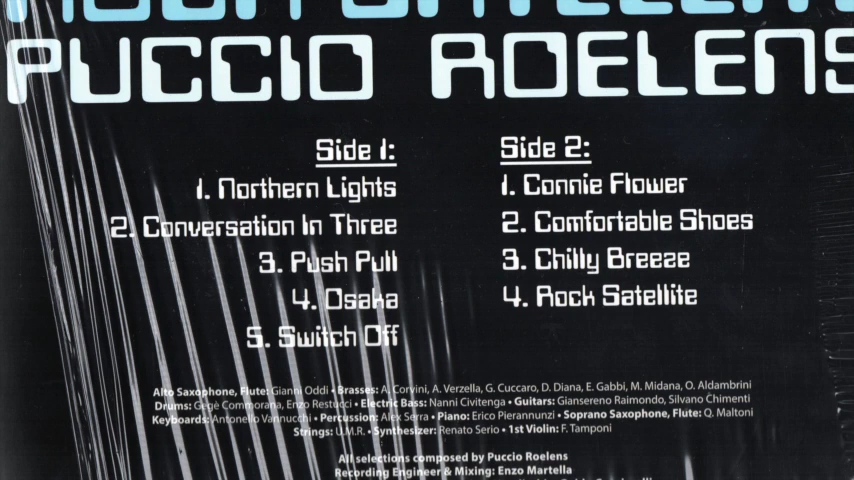 ROCK SATELLITE
PUCCIO ROELENS
Side 1:
1. Northern Lights
2. Conversation In Three
3. Push Pull
4. Osaka
5. Switch Off
Side 2:
1. Connie Flower
2. Comfortable Shoes
3. Chilly Breeze
4. Rock Satellite
Alto Saxophone, Flute: Gianni Oddi • Brasses: A. Corvini, A. Verzella, G. Cuccaro, D. Diana, E. Gabbi, M. Midana, O. Aldambrini
Drums: Gegè Commorana, Enzo Restucci • Electric Bass: Nanni Civitenga • Guitars: Giansereno Raimondo, Silvano Chimenti
Keyboards: Antonello Vannucchi • Percussion: Alex Serra • Piano: Erico Pierannunzi • Soprano Saxophone, Flute: Q. Maltoni
Strings: U.M.R. • Synthesizer: Renato Serio • 1st Violin: F. Tamponi
All selections composed by Puccio Roelens
Recording Engineer & Mixing: Enzo Martella